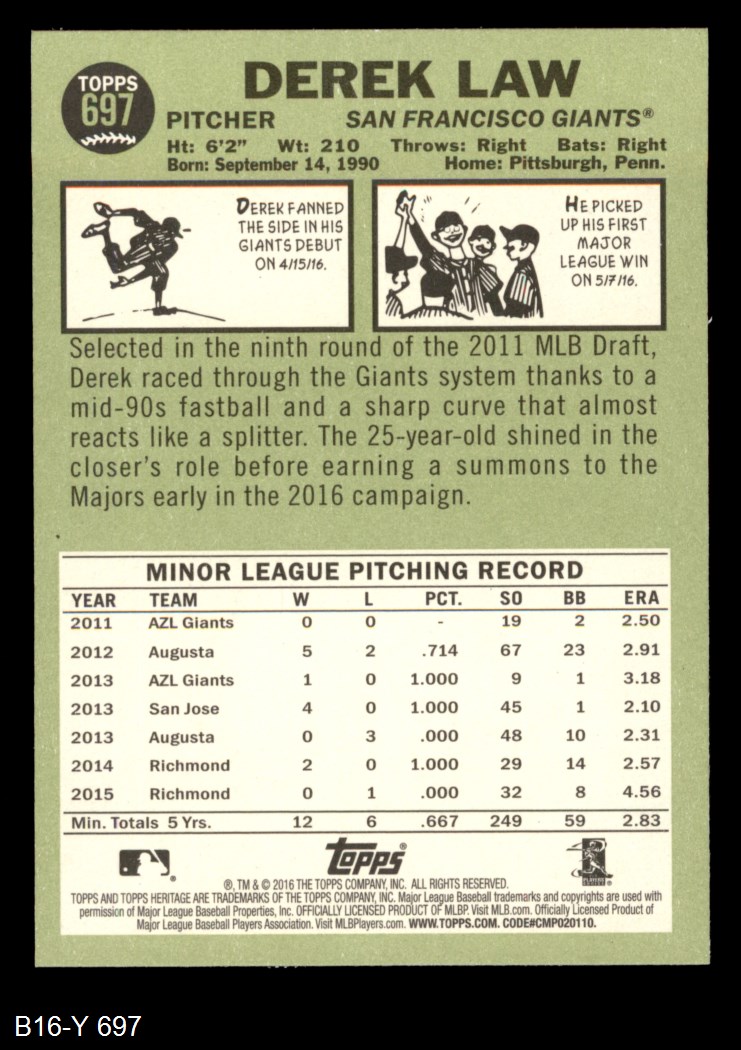 TOPPS
697
DEREK LAW
PITCHER SAN FRANCISCO GIANTS®
Ht: 6'2" Wt: 210 Throws: Right Bats: Right
Born: September 14, 1990 Home: Pittsburgh, Penn.
DEREK FANNED
THE SIDE IN HIS
GIANTS DEBUT
ON 4/15/16.
HE PICKED
UP HIS FIRST
MAJOR
LEAGUE WIN
ON 5/7/16.
Selected in the ninth round of the 2011 MLB Draft,
Derek raced through the Giants system thanks to a
mid-90s fastball and a sharp curve that almost
reacts like a splitter. The 25-year-old shined in the
closer's role before earning a summons to the
Majors early in the 2016 campaign.
MINOR LEAGUE PITCHING RECORD
YEAR TEAM W L PCT. SO BB ERA
2011 AZL Giants 0 0 - 19 2 2.50
2012 Augusta 5 2 .714 67 23 2.91
2013 AZL Giants 1 0 1.000 9 1 3.18
2013 San Jose 4 0 1.000 45 1 2.10
2013 Augusta 0 3 .000 48 10 2.31
2014 Richmond 2 0 1.000 29 14 2.57
2015 Richmond 0 1 .000 32 8 4.56
Min. Totals 5 Yrs. 12 6 .667 249 59 2.83
Topps®
®, TM & © 2016 THE TOPPS COMPANY, INC. ALL RIGHTS RESERVED.
TOPPS AND TOPPS HERITAGE ARE TRADEMARKS OF THE TOPPS COMPANY, INC. Major League Baseball trademarks and copyrights are used with
permission of Major League Baseball Properties, Inc. OFFICIALLY LICENSED PRODUCT OF MLBP. Visit MLB.com. Officially Licensed Product of
Major League Baseball Players Association. Visit MLBPlayers.com. WWW.TOPPS.COM. CODE#CMP020110.
B16-Y 697